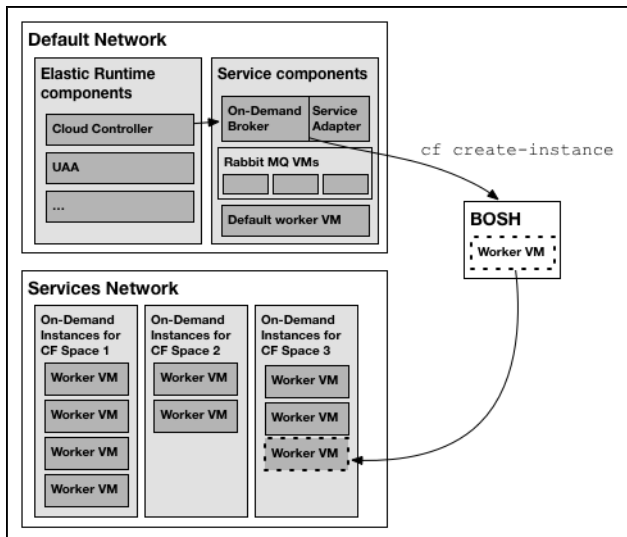 Default Network
Elastic Runtime
components
Cloud Controller
UAA
...
Service components
On-Demand
Broker
Service
Adapter
Rabbit MQ VMs
Default worker VM
cf create-instance
BOSH
Worker VM
Services Network
On-Demand
Instances for
CF Space 1
Worker VM
Worker VM
Worker VM
Worker VM
On-Demand
Instances for
CF Space 2
Worker VM
Worker VM
On-Demand
Instances for
CF Space 3
Worker VM
Worker VM
Worker VM